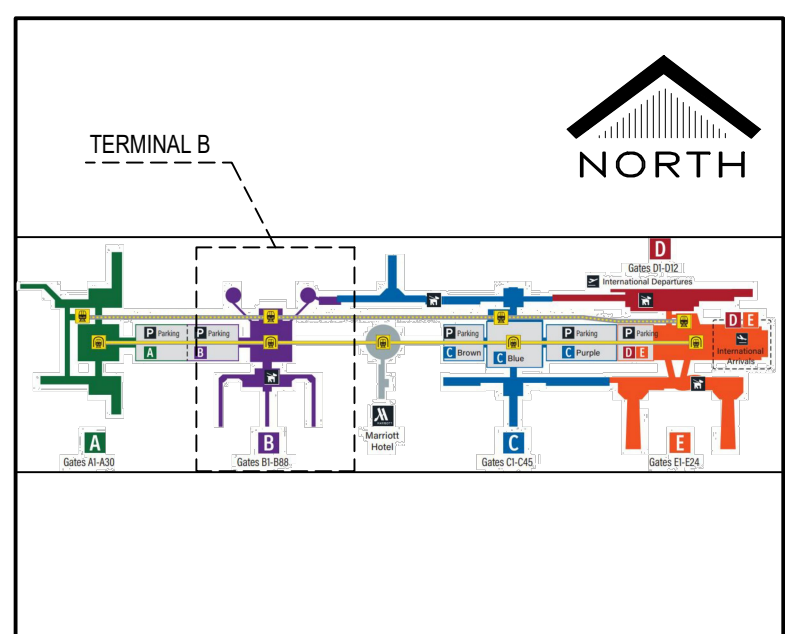 NORTH
TERMINAL B
D
Gates D1-D12
International Departures
P Parking
A
P Parking
B
P Parking
C Brown
C Blue
P Parking
C Purple
P Parking
D E
D E
International
Arrivals
MARRIOTT
Marriott
Hotel
A
Gates A1-A30
B
Gates B1-B88
C
Gates C1-C45
E
Gates E1-E24